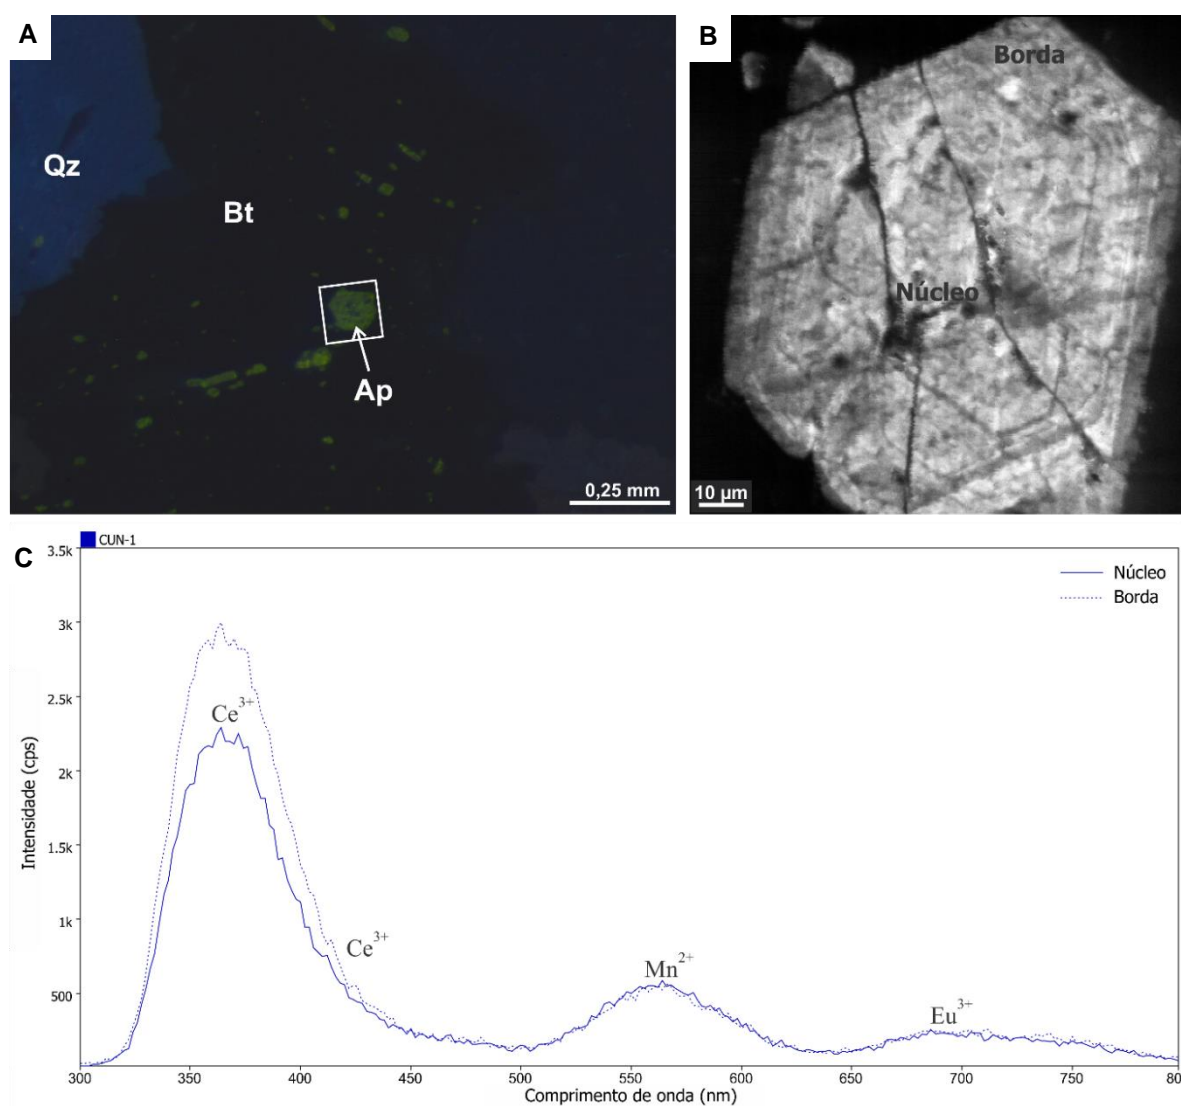 A
Qz
Bt
Ap
0,25 mm
B
Borda
Núcleo
10 µm
C
CUN-1
3.5k
3k
2.5k
2k
1.5k
1k
500
Intensidade (cps)
Núcleo
Borda
Ce³⁺
Ce³⁺
Mn²⁺
Eu³⁺
300 350 400 450 500 550 600 650 700 750 80
Comprimento de onda (nm)